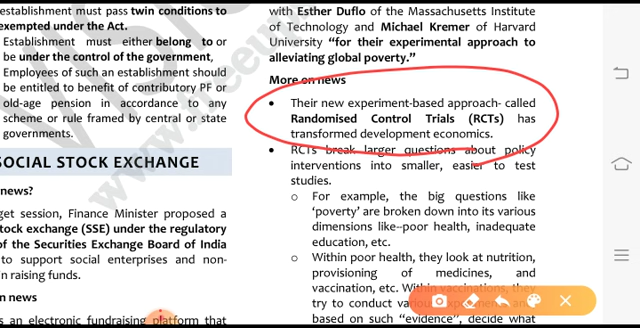 establishment must pass twin conditions to
exempted under the Act.
Establishment must either belong to or
be under the control of the government,
Employees of such an establishment should
be entitled to benefit of contributory PF or
old-age pension in accordance to any
scheme or rule framed by central or state
governments.
SOCIAL STOCK EXCHANGE
news?
get session, Finance Minister proposed a
tock exchange (SSE) under the regulatory
of the Securities Exchange Board of India
to support social enterprises and non-
n raising funds.
n news
s an electronic fundraising platform that
with Esther Duflo of the Massachusetts Institute
of Technology and Michael Kremer of Harvard
University “for their experimental approach to
alleviating global poverty.”
More on news
• Their new experiment-based approach- called
Randomised Control Trials (RCTs) has
transformed development economics.
• RCTs break larger questions about policy
interventions into smaller, easier to test
studies.
o For example, the big questions like
‘poverty’ are broken down into its various
dimensions like--poor health, inadequate
education, etc.
o Within poor health, they look at nutrition,
provisioning of medicines, and
vaccination, etc. Within vaccinations, they
try to conduct various
based on such “evidence”, decide what